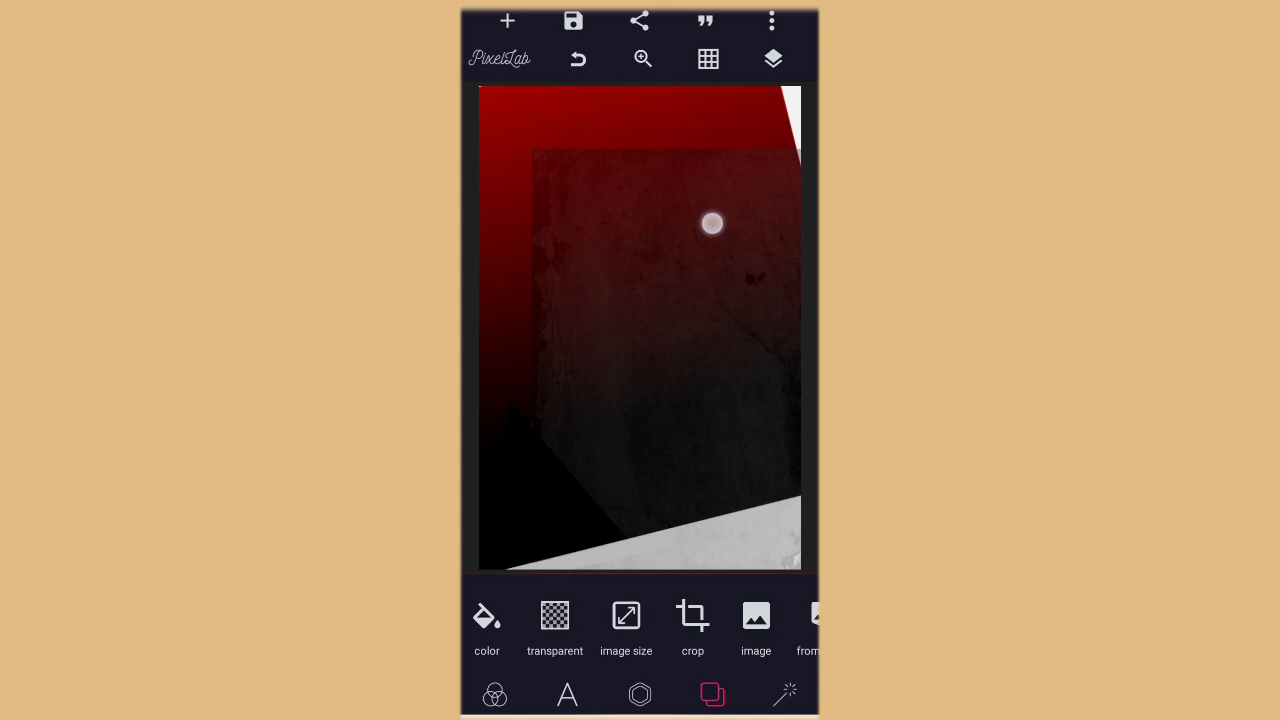 PixelLab
color
transparent
image size
crop
image
from